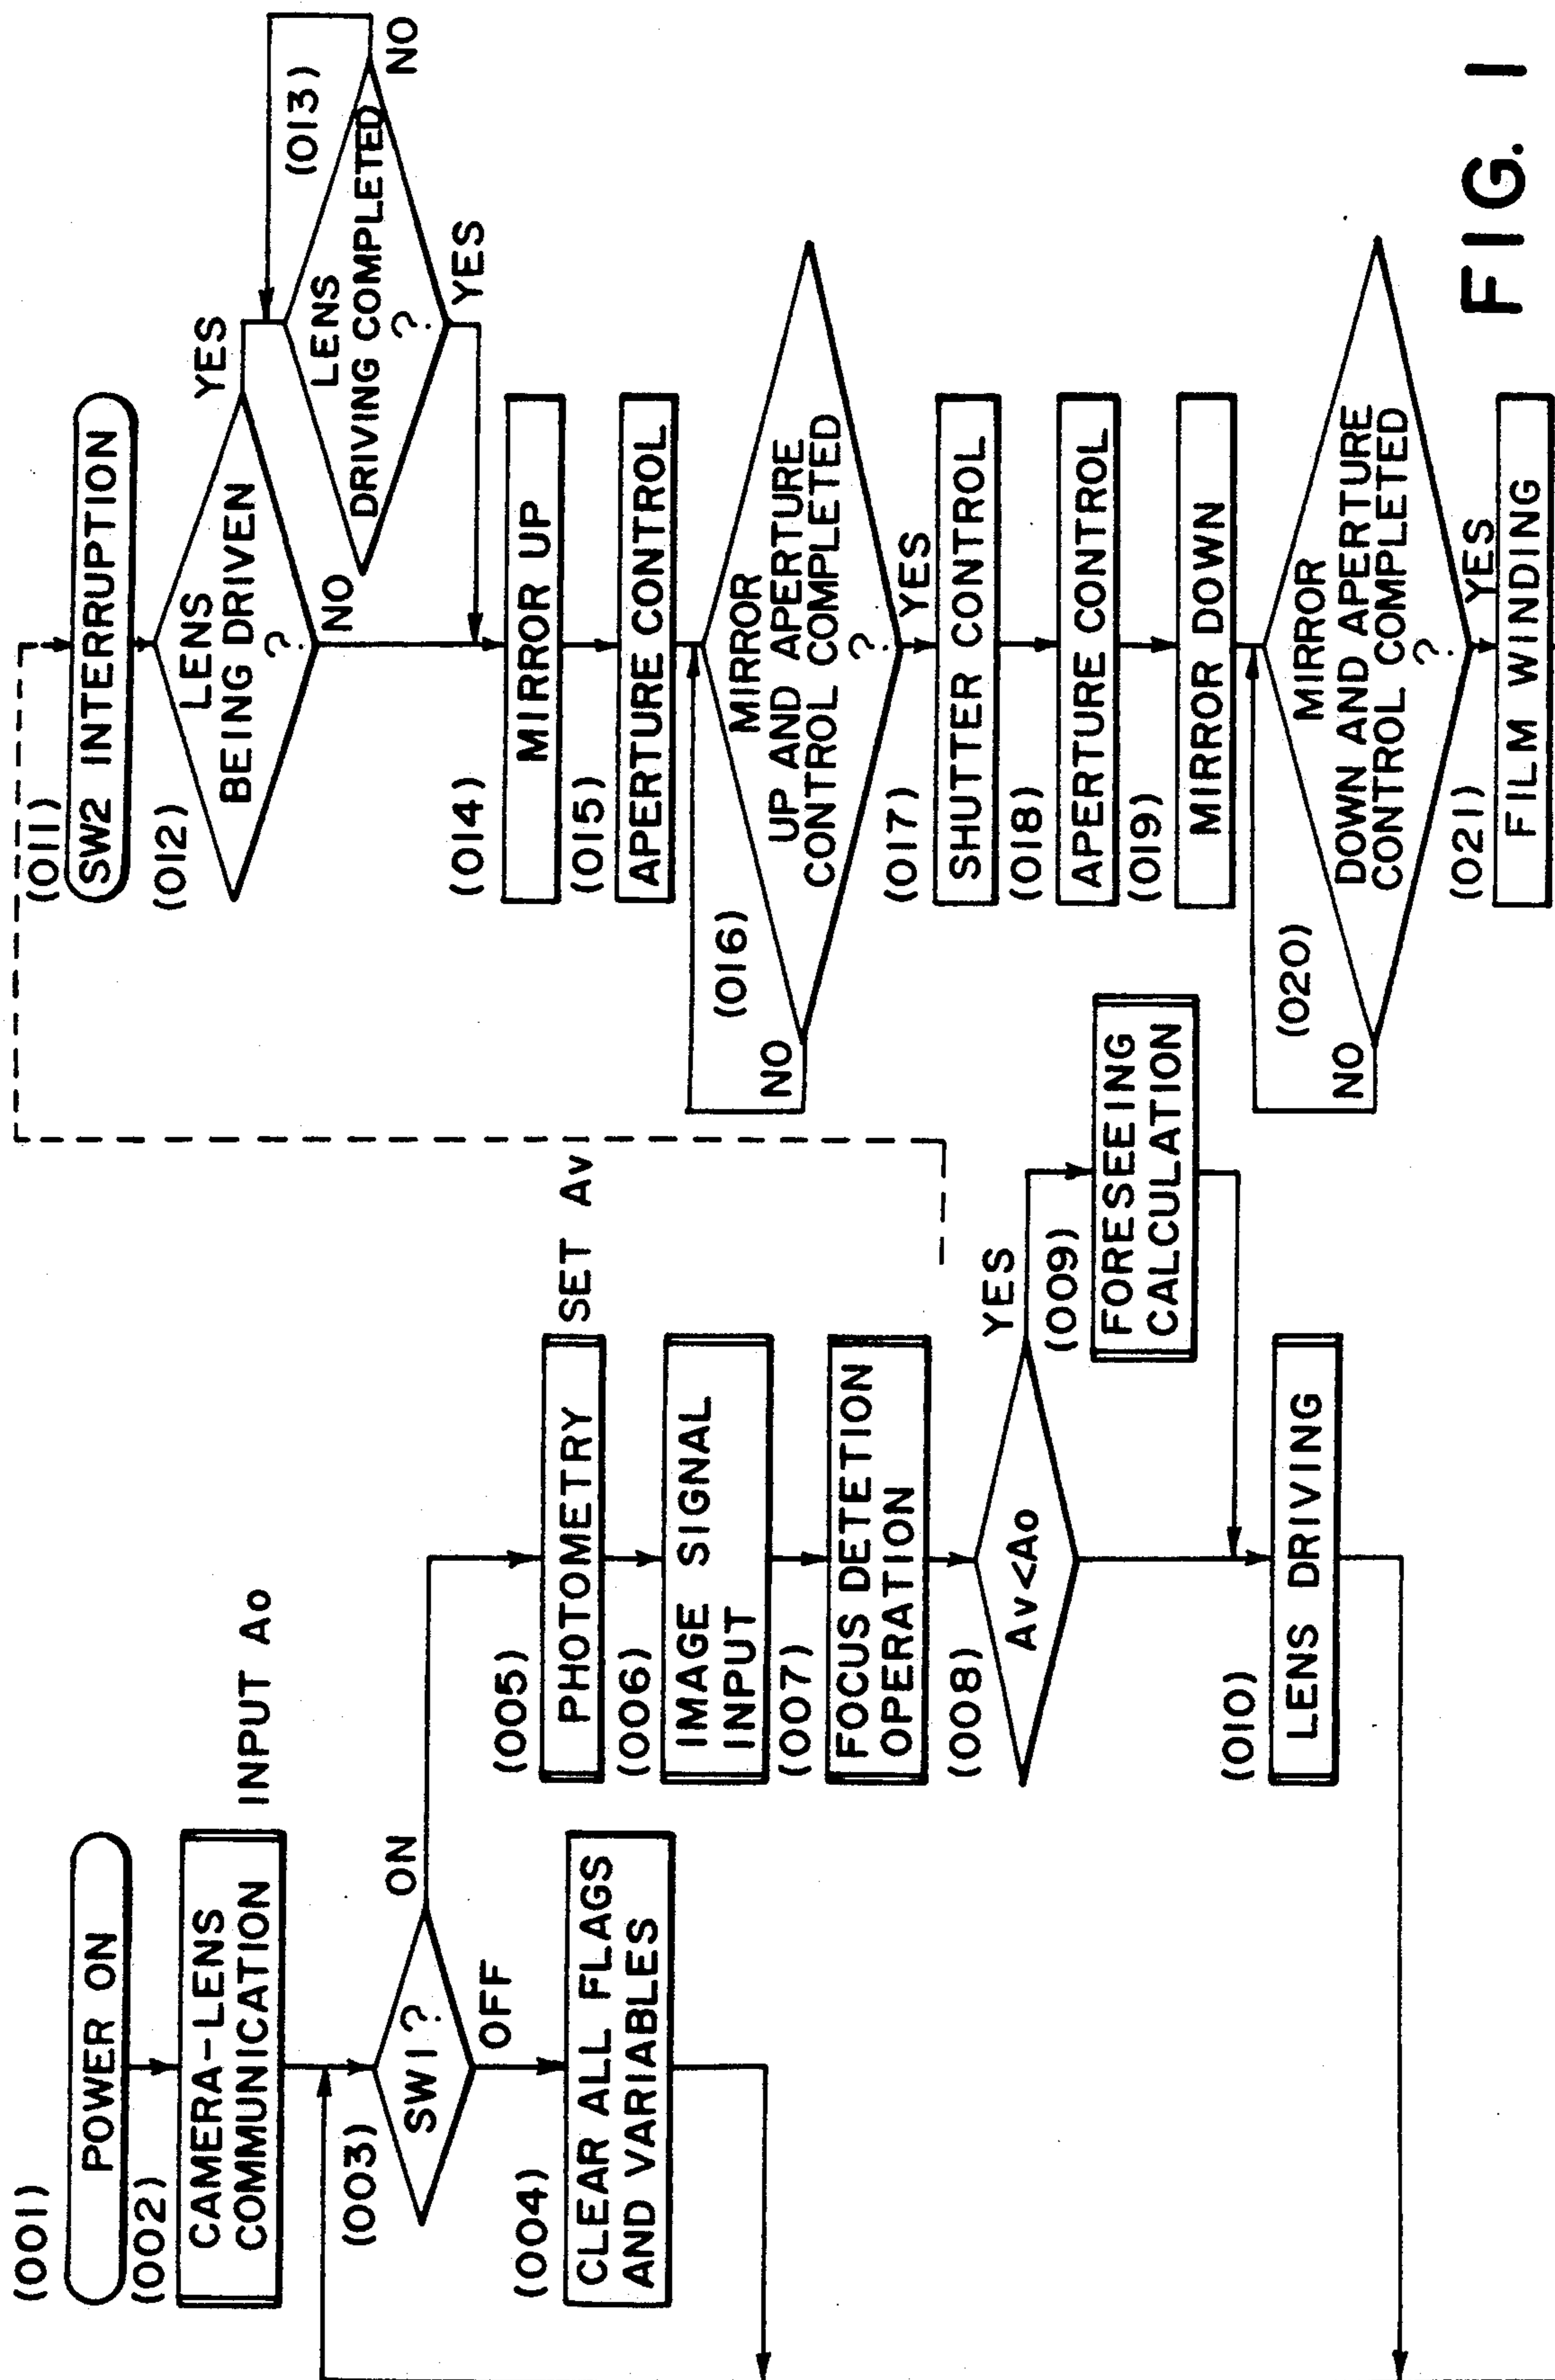 (001)
POWER ON
(002)
CAMERA-LENS
COMMUNICATION
INPUT Ao
(003)
SW1?
ON
OFF
(004)
CLEAR ALL FLAGS
AND VARIABLES
(005)
PHOTOMETRY
SET Av
(006)
IMAGE SIGNAL
INPUT
(007)
FOCUS DETETION
OPERATION
(008)
Av<Ao
YES
(009)
FORESEEING
CALCULATION
(010)
LENS DRIVING
(011)
SW2 INTERRUPTION
(012)
LENS
BEING DRIVEN
?
YES
NO
(013)
LENS
DRIVING COMPLETED
?
NO
YES
(014)
MIRROR UP
(015)
APERTURE CONTROL
(016)
MIRROR
UP AND APERTURE
CONTROL COMPLETED
?
NO
YES
(017)
SHUTTER CONTROL
(018)
APERTURE CONTROL
(019)
MIRROR DOWN
(020)
MIRROR
DOWN AND APERTURE
CONTROL COMPLETED
?
NO
YES
(021)
FILM WINDING
FIG. 1